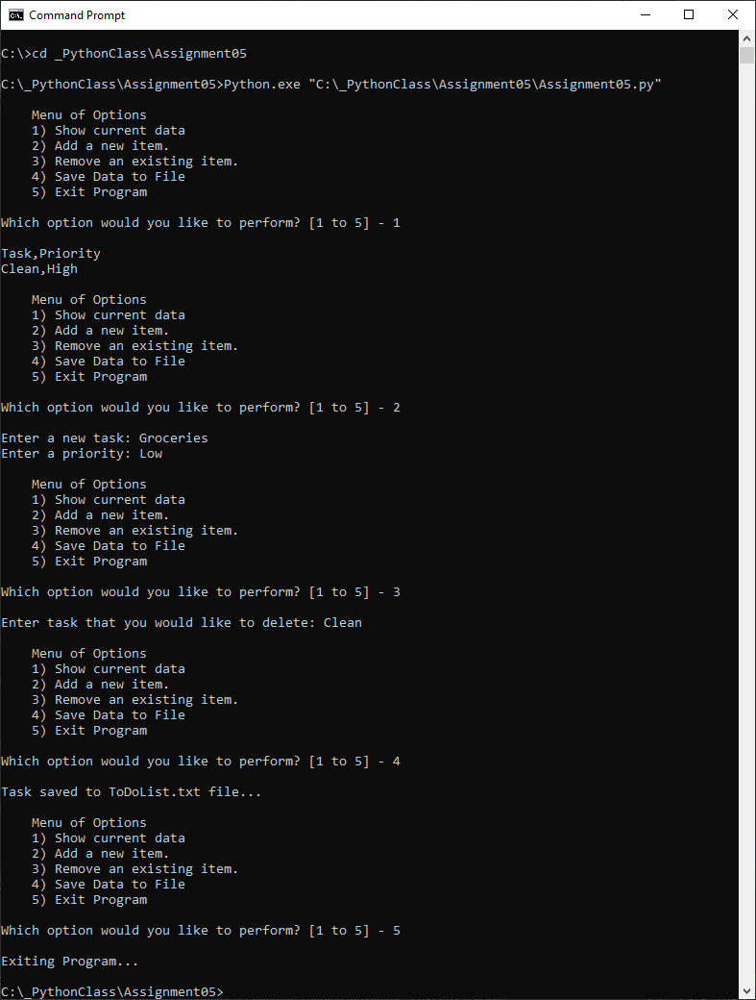 Command Prompt
C:\>cd _PythonClass\Assignment05
C:\_PythonClass\Assignment05>Python.exe "C:\_PythonClass\Assignment05\Assignment05.py"
Menu of Options
1) Show current data
2) Add a new item.
3) Remove an existing item.
4) Save Data to File
5) Exit Program
Which option would you like to perform? [1 to 5] - 1
Task,Priority
Clean,High
Menu of Options
1) Show current data
2) Add a new item.
3) Remove an existing item.
4) Save Data to File
5) Exit Program
Which option would you like to perform? [1 to 5] - 2
Enter a new task: Groceries
Enter a priority: Low
Menu of Options
1) Show current data
2) Add a new item.
3) Remove an existing item.
4) Save Data to File
5) Exit Program
Which option would you like to perform? [1 to 5] - 3
Enter task that you would like to delete: Clean
Menu of Options
1) Show current data
2) Add a new item.
3) Remove an existing item.
4) Save Data to File
5) Exit Program
Which option would you like to perform? [1 to 5] - 4
Task saved to ToDoList.txt file...
Menu of Options
1) Show current data
2) Add a new item.
3) Remove an existing item.
4) Save Data to File
5) Exit Program
Which option would you like to perform? [1 to 5] - 5
Exiting Program...
C:\_PythonClass\Assignment05>